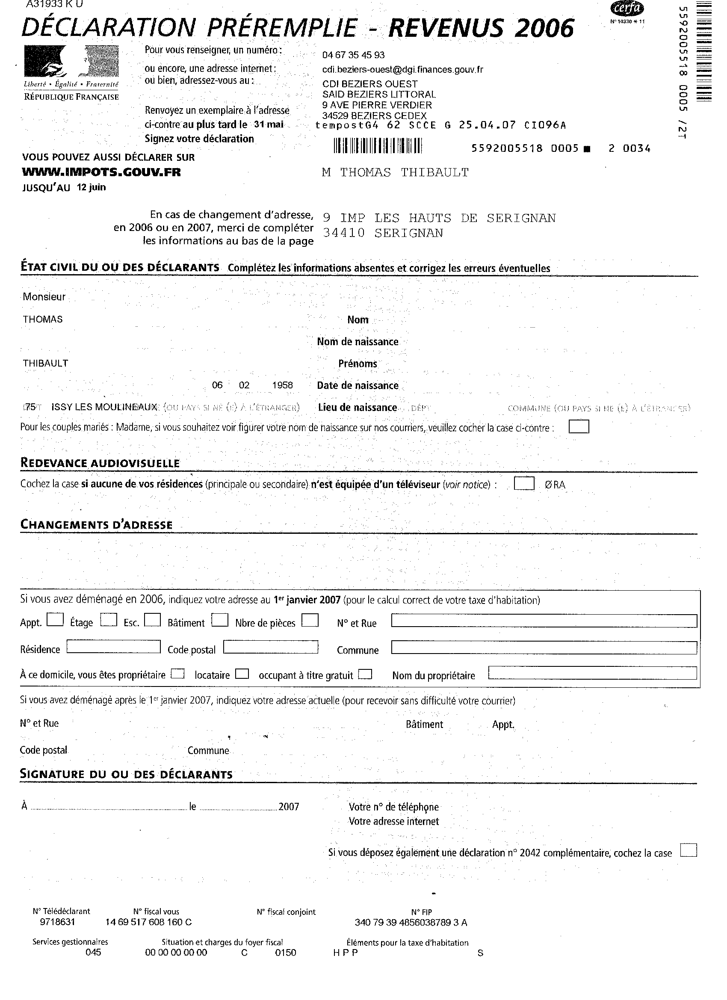 A31933 K U
cerfa
N° 10330 * 11
DÉCLARATION PRÉREMPLIE - REVENUS 2006
5592005518 0005 /2T
Liberté • Égalité • Fraternité
RÉPUBLIQUE FRANÇAISE
Pour vous renseigner, un numéro : 04 67 35 45 93
ou encore, une adresse internet : cdi.beziers-ouest@dgi.finances.gouv.fr
ou bien, adressez-vous au : CDI BEZIERS OUEST
SAID BEZIERS LITTORAL
9 AVE PIERRE VERDIER
34529 BEZIERS CEDEX
Renvoyez un exemplaire à l'adresse
ci-contre au plus tard le 31 mai
Signez votre déclaration
tempostG4 62 SCCE G 25.04.07 CI096A
5592005518 0005 ■ 2 0034
VOUS POUVEZ AUSSI DÉCLARER SUR
WWW.IMPOTS.GOUV.FR
JUSQU'AU 12 juin
M THOMAS THIBAULT
En cas de changement d'adresse,
en 2006 ou en 2007, merci de compléter
les informations au bas de la page
9 IMP LES HAUTS DE SERIGNAN
34410 SERIGNAN
ÉTAT CIVIL DU OU DES DÉCLARANTS Complétez les informations absentes et corrigez les erreurs éventuelles
Monsieur
THOMAS Nom
Nom de naissance
THIBAULT Prénoms
06 02 1958 Date de naissance
75 ISSY LES MOULINEAUX (OU PAYS SI NÉ (E) À L'ÉTRANGER) Lieu de naissance DÉPT COMMUNE (OU PAYS SI NÉ (E) À L'ÉTRANGER)
Pour les couples mariés : Madame, si vous souhaitez voir figurer votre nom de naissance sur nos courriers, veuillez cocher la case ci-contre :
REDEVANCE AUDIOVISUELLE
Cochez la case si aucune de vos résidences (principale ou secondaire) n'est équipée d'un téléviseur (voir notice) : ØRA
CHANGEMENTS D'ADRESSE
Si vous avez déménagé en 2006, indiquez votre adresse au 1er janvier 2007 (pour le calcul correct de votre taxe d'habitation)
Appt. Étage Esc. Bâtiment Nbre de pièces N° et Rue
Résidence Code postal Commune
À ce domicile, vous êtes propriétaire locataire occupant à titre gratuit Nom du propriétaire
Si vous avez déménagé après le 1er janvier 2007, indiquez votre adresse actuelle (pour recevoir sans difficulté votre courrier)
N° et Rue Bâtiment Appt.
Code postal Commune
SIGNATURE DU OU DES DÉCLARANTS
À ........ le ........ 2007
Votre n° de téléphone
Votre adresse internet
Si vous déposez également une déclaration n° 2042 complémentaire, cochez la case
N° Télédéclarant N° fiscal vous N° fiscal conjoint N° FIP
9718631 14 69 517 608 160 C 340 79 39 4856038789 3 A
Services gestionnaires Situation et charges du foyer fiscal Éléments pour la taxe d'habitation
045 00 00 00 00 00 C 0150 H P P S